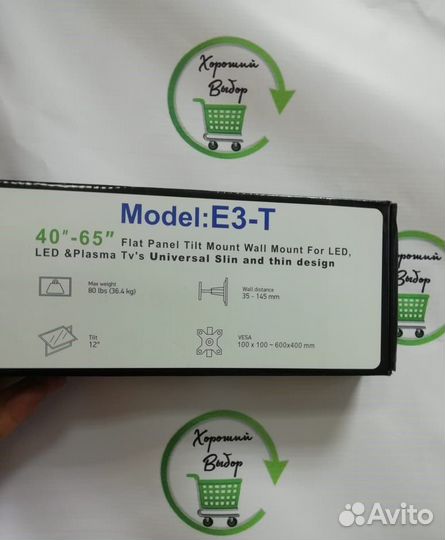 Хороший
Выбор
Model:E3-T
40"-65" Flat Panel Tilt Mount Wall Mount For LED,
LED &Plasma Tv's Universal Slin and thin design
Max weight
80 lbs (36.4 kg)
Wall distance
35 - 145 mm
Tilt
12°
VESA
100 x 100 ~ 600x400 mm
Хороший
Выбор
Хороший
Выбор
Avito